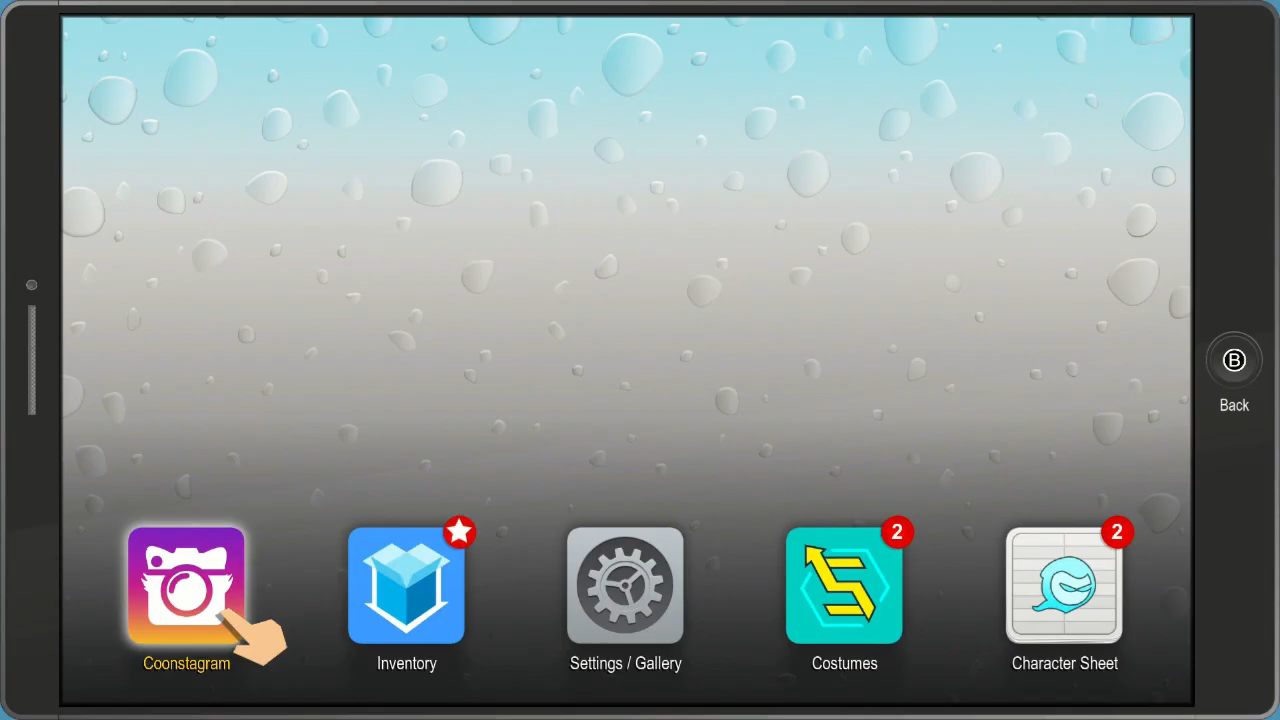 B
Back
2
2
Coonstagram
Inventory
Settings / Gallery
Costumes
Character Sheet